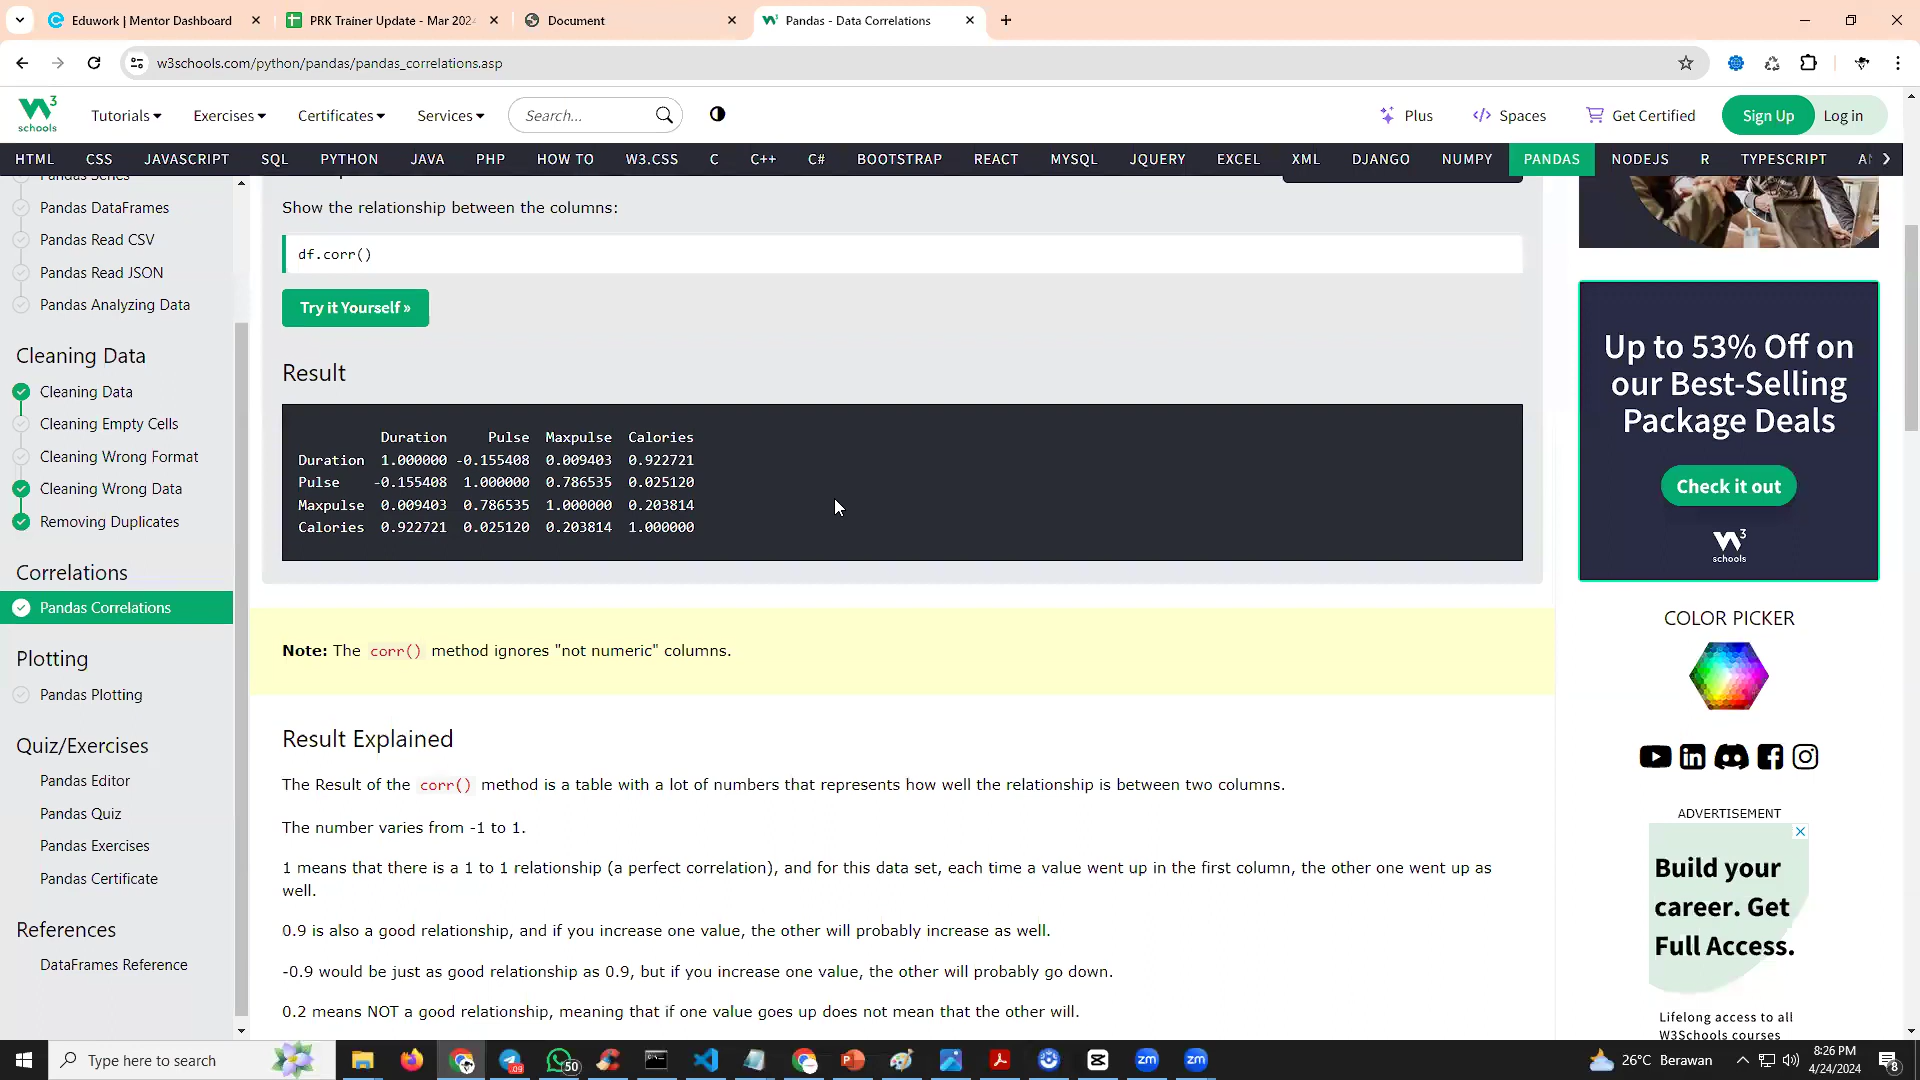 Eduwork | Mentor Dashboard
PRK Trainer Update - Mar 2024
Document
Pandas - Data Correlations
w3schools.com/python/pandas/pandas_correlations.asp
3
schools
Tutorials
Exercises
Certificates
Services
Search...
Plus
Spaces
Get Certified
Sign Up
Log in
HTML CSS JAVASCRIPT SQL PYTHON JAVA PHP HOW TO W3.CSS C C++ C# BOOTSTRAP REACT MYSQL JQUERY EXCEL XML DJANGO NUMPY PANDAS NODEJS R TYPESCRIPT
Pandas Series
Pandas DataFrames
Pandas Read CSV
Pandas Read JSON
Pandas Analyzing Data
Cleaning Data
Cleaning Data
Cleaning Empty Cells
Cleaning Wrong Format
Cleaning Wrong Data
Removing Duplicates
Correlations
Pandas Correlations
Plotting
Pandas Plotting
Quiz/Exercises
Pandas Editor
Pandas Quiz
Pandas Exercises
Pandas Certificate
References
DataFrames Reference
Show the relationship between the columns:
df.corr()
Try it Yourself »
Result
Duration Pulse Maxpulse Calories
Duration 1.000000 -0.155408 0.009403 0.922721
Pulse -0.155408 1.000000 0.786535 0.025120
Maxpulse 0.009403 0.786535 1.000000 0.203814
Calories 0.922721 0.025120 0.203814 1.000000
Note: The corr() method ignores "not numeric" columns.
Result Explained
The Result of the corr() method is a table with a lot of numbers that represents how well the relationship is between two columns.
The number varies from -1 to 1.
1 means that there is a 1 to 1 relationship (a perfect correlation), and for this data set, each time a value went up in the first column, the other one went up as
well.
0.9 is also a good relationship, and if you increase one value, the other will probably increase as well.
-0.9 would be just as good relationship as 0.9, but if you increase one value, the other will probably go down.
0.2 means NOT a good relationship, meaning that if one value goes up does not mean that the other will.
Up to 53% Off on
our Best-Selling
Package Deals
Check it out
3
schools
COLOR PICKER
ADVERTISEMENT
Build your
career. Get
Full Access.
Lifelong access to all
W3Schools courses
Type here to search
50
26°C Berawan
8:26 PM
4/24/2024
8